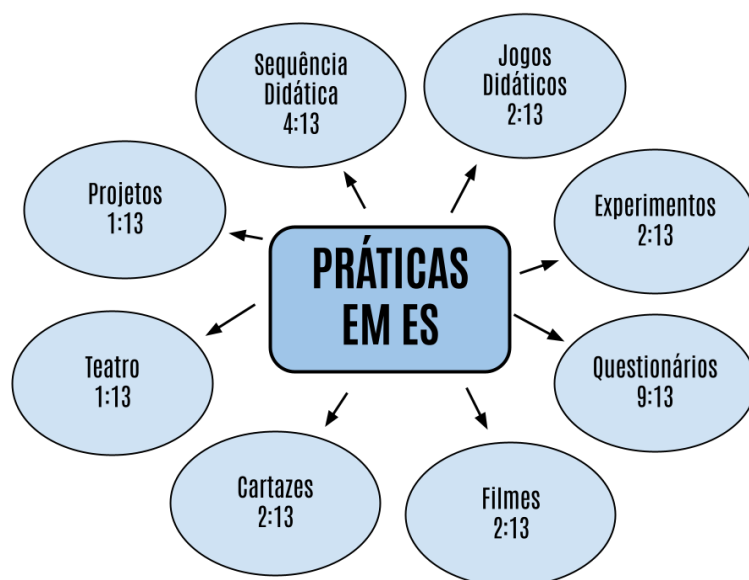 PRÁTICAS
EM ES
Sequência
Didática
4:13
Jogos
Didáticos
2:13
Experimentos
2:13
Questionários
9:13
Filmes
2:13
Cartazes
2:13
Teatro
1:13
Projetos
1:13